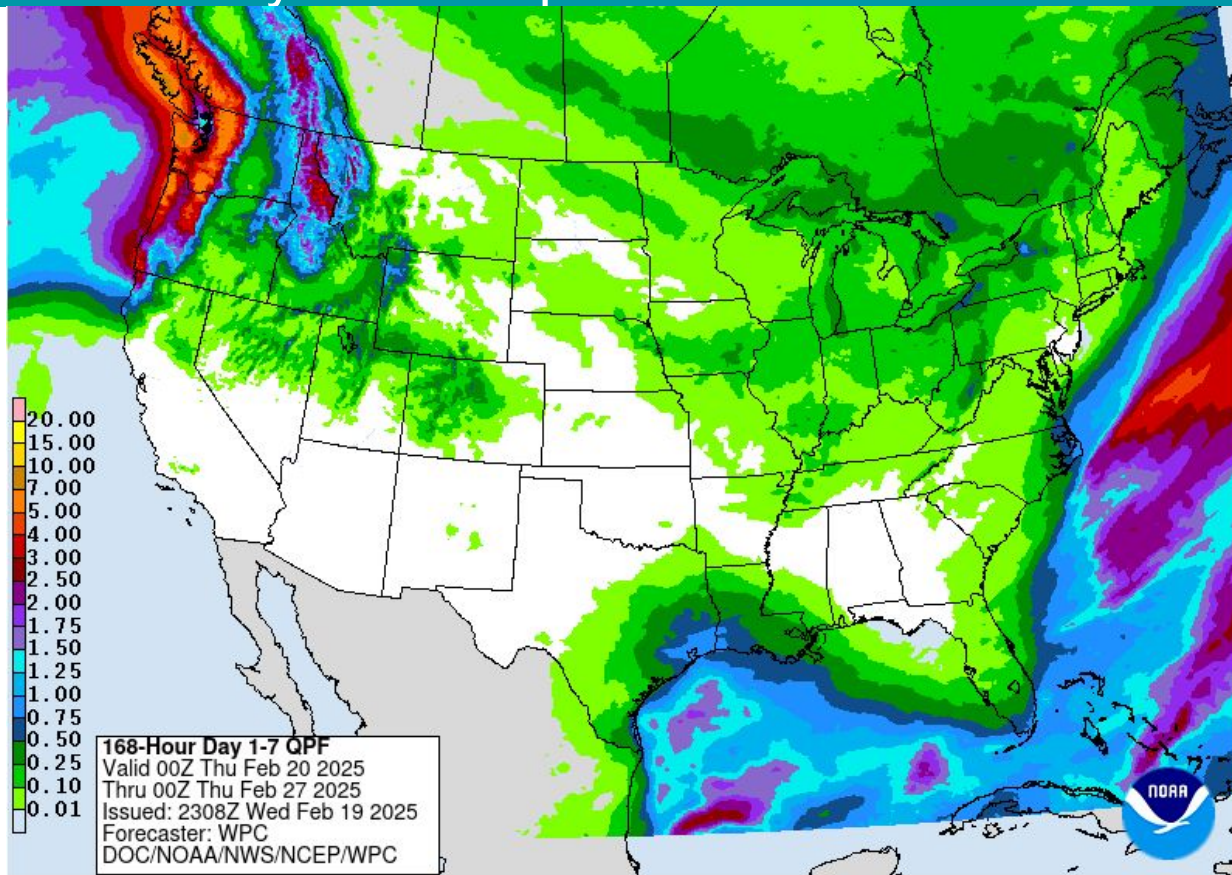 20.00
15.00
10.00
7.00
5.00
4.00
3.00
2.50
2.00
1.75
1.50
1.25
1.00
0.75
0.50
0.25
0.10
0.01
168-Hour Day 1-7 QPF
Valid 00Z Thu Feb 20 2025
Thru 00Z Thu Feb 27 2025
Issued: 2308Z Wed Feb 19 2025
Forecaster: WPC
DOC/NOAA/NWS/NCEP/WPC
NOAA